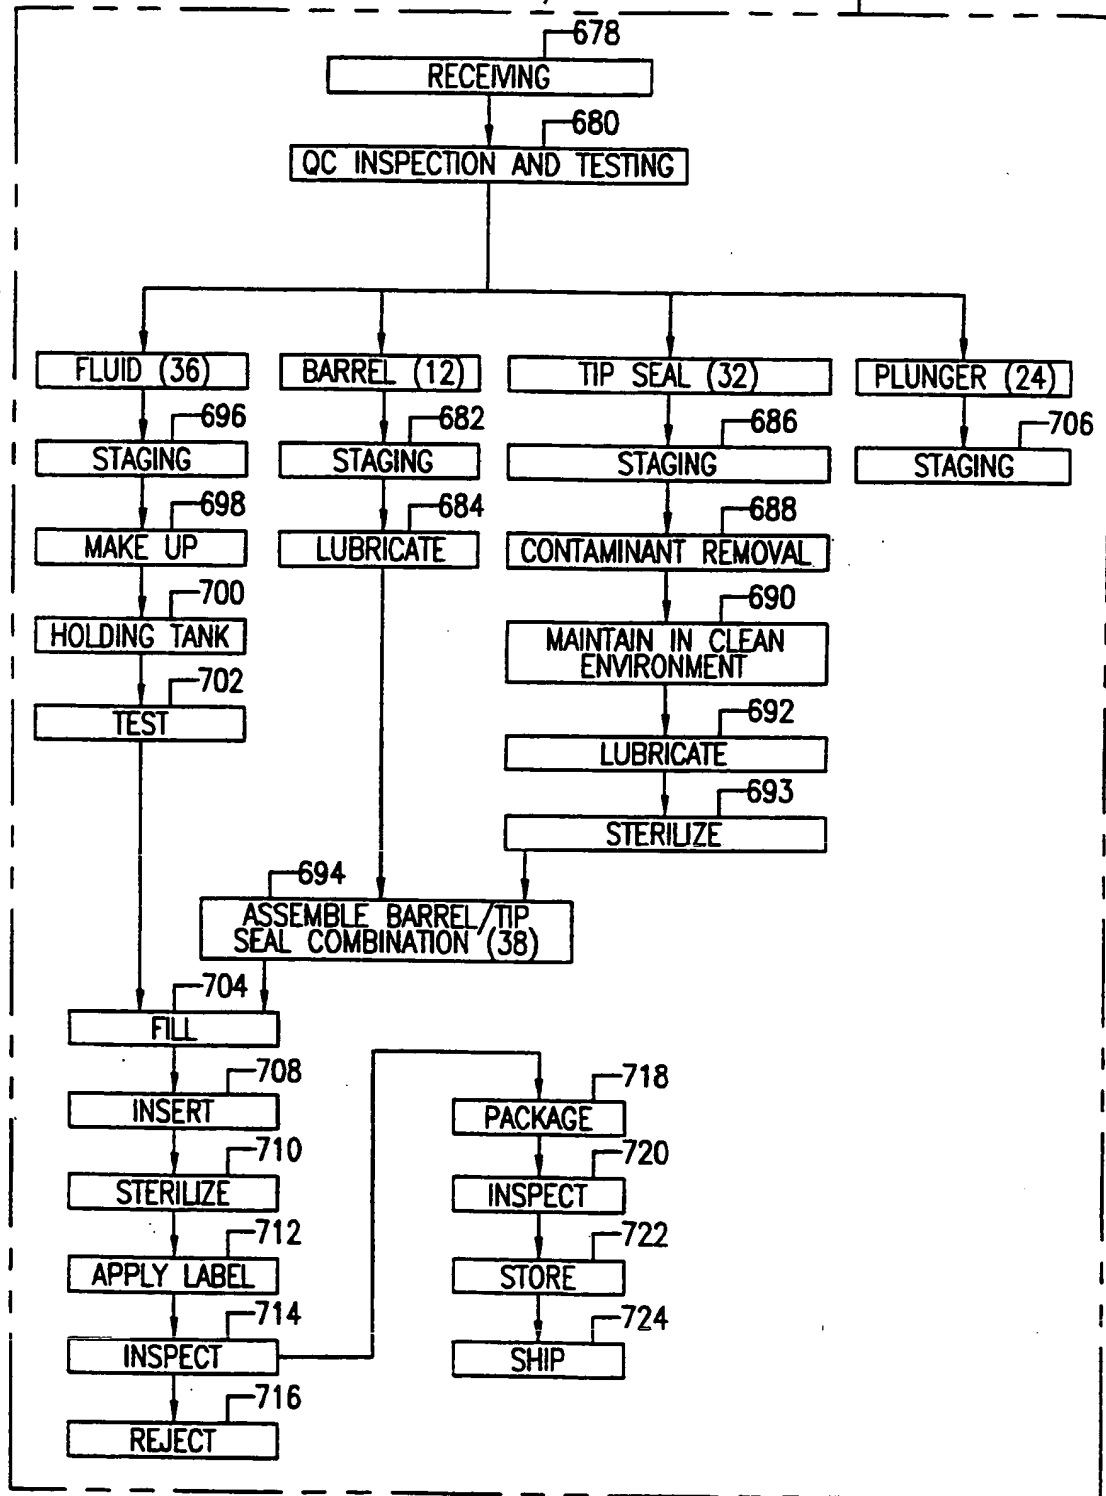 678
RECEIVING
680
QC INSPECTION AND TESTING
FLUID (36)
BARREL (12)
TIP SEAL (32)
PLUNGER (24)
696
682
686
706
STAGING
STAGING
STAGING
STAGING
698
684
688
MAKE UP
LUBRICATE
CONTAMINANT REMOVAL
700
690
HOLDING TANK
MAINTAIN IN CLEAN
ENVIRONMENT
702
692
TEST
LUBRICATE
693
STERILIZE
694
ASSEMBLE BARREL/TIP
SEAL COMBINATION (38)
704
FILL
708
INSERT
710
STERILIZE
712
APPLY LABEL
714
INSPECT
716
REJECT
718
PACKAGE
720
INSPECT
722
STORE
724
SHIP